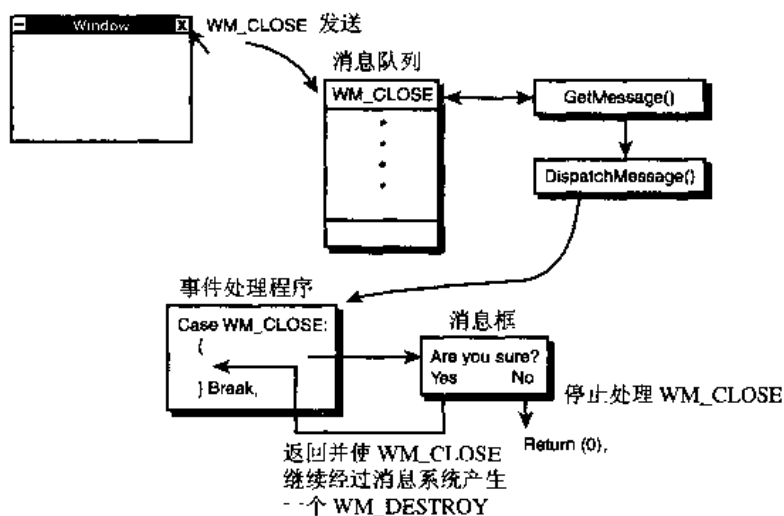 Window
WM_CLOSE 发送
消息队列
WM_CLOSE
GetMessage()
DispatchMessage()
事件处理程序
Case WM_CLOSE:
{
} Break,
消息框
Are you sure?
Yes No
停止处理 WM_CLOSE
Return (0),
返回并使 WM_CLOSE
继续经过消息系统产生
一个 WM_DESTROY